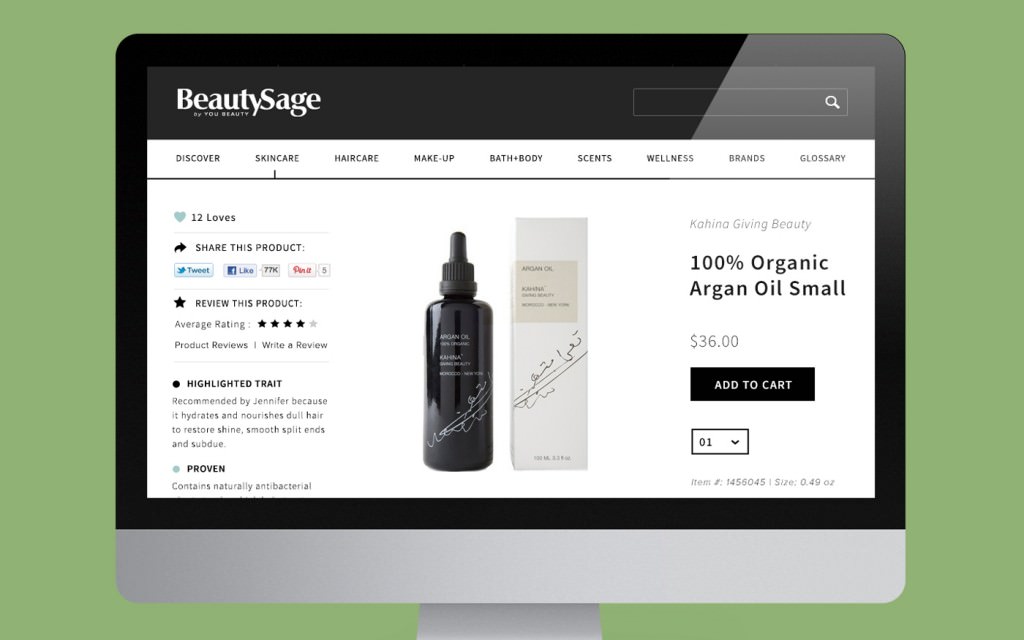 BeautySage
by YOU BEAUTY
DISCOVER SKINCARE HAIRCARE MAKE-UP BATH+BODY SCENTS WELLNESS BRANDS GLOSSARY
12 Loves
SHARE THIS PRODUCT:
Tweet Like 77K Pinit 5
REVIEW THIS PRODUCT:
Average Rating :
Product Reviews | Write a Review
HIGHLIGHTED TRAIT
Recommended by Jennifer because
it hydrates and nourishes dull hair
to restore shine, smooth split ends
and subdue.
PROVEN
Contains naturally antibacterial
ARGAN OIL
100% ORGANIC
KAHINA™
GIVING BEAUTY
MOROCCO - NEW YORK
ARGAN OIL
KAHINA™
GIVING BEAUTY
MOROCCO - NEW YORK
100 ML 3.3 fl oz.
Kahina Giving Beauty
100% Organic
Argan Oil Small
$36.00
ADD TO CART
01
Item #: 1456045 | Size: 0.49 oz